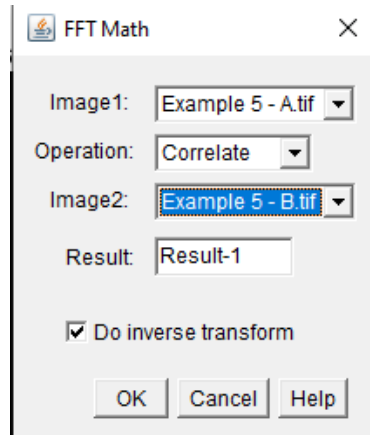 FFT Math
Image1: Example 5 - A.tif
Operation: Correlate
Image2: Example 5 - B.tif
Result: Result-1
Do inverse transform
OK Cancel Help